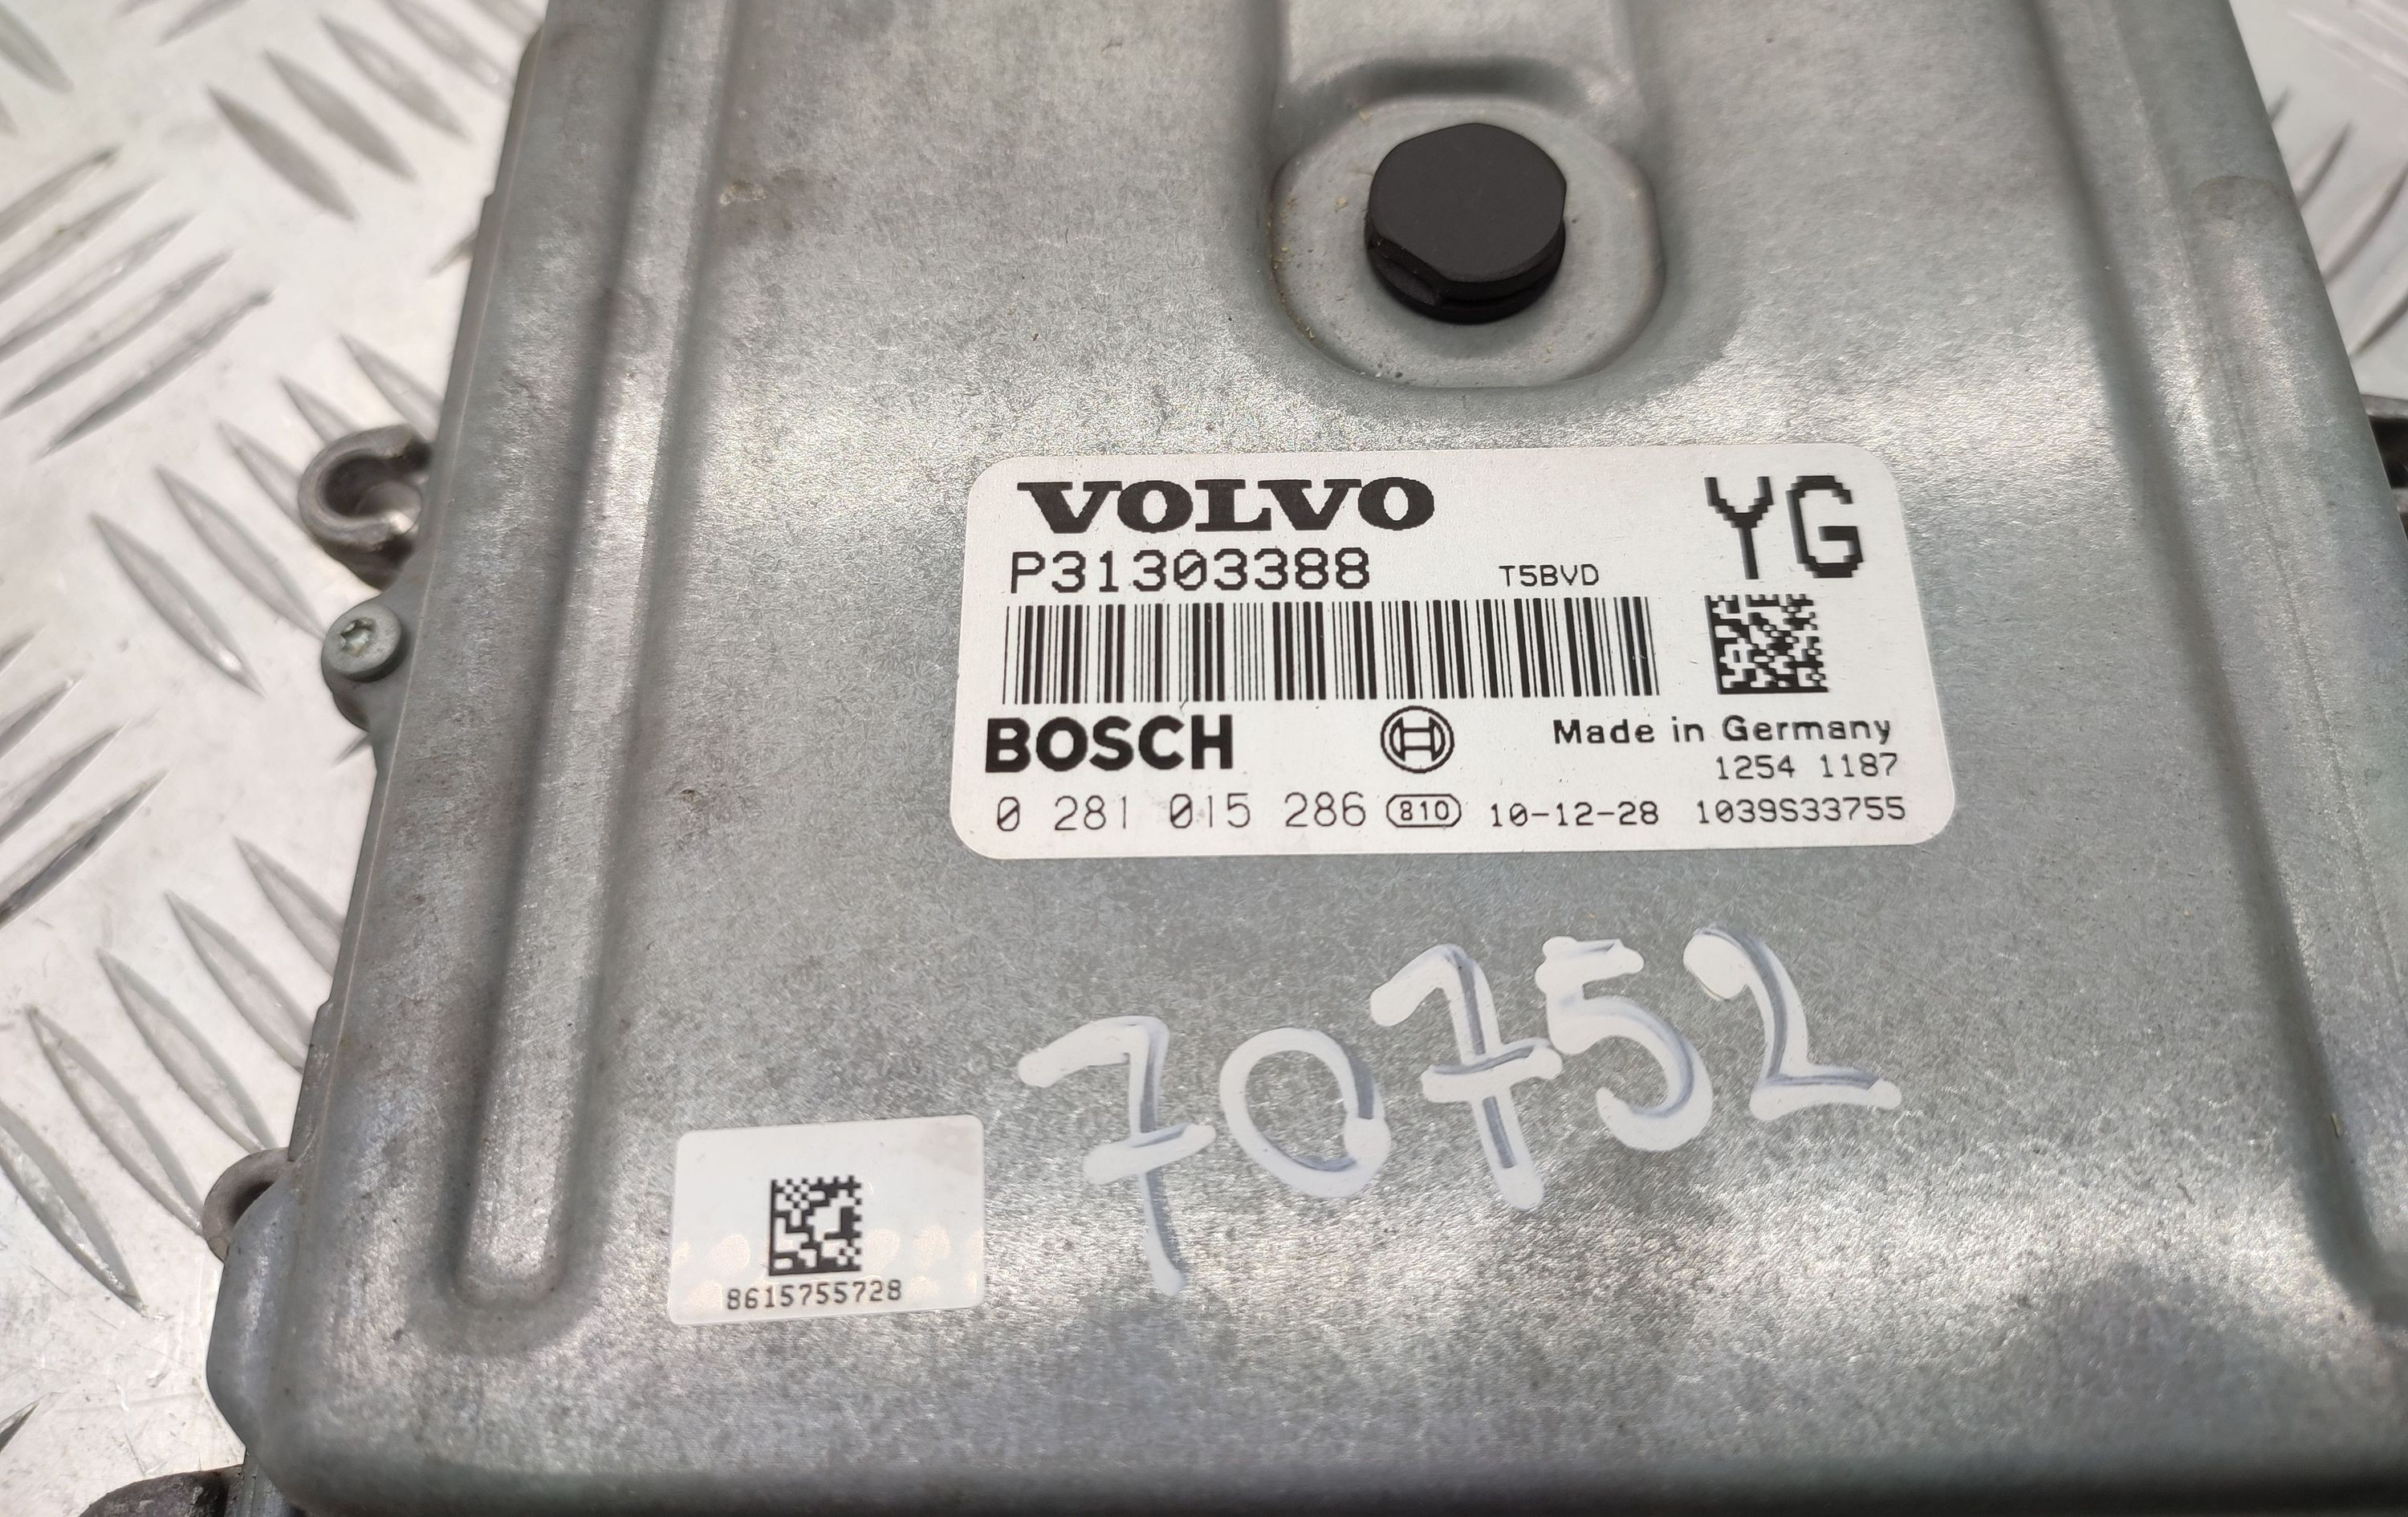 VOLVO YG
P31303388 T5BVD
BOSCH Made in Germany
1254 1187
0 281 015 286 810 10-12-28 1039S33755
70752
8615755728